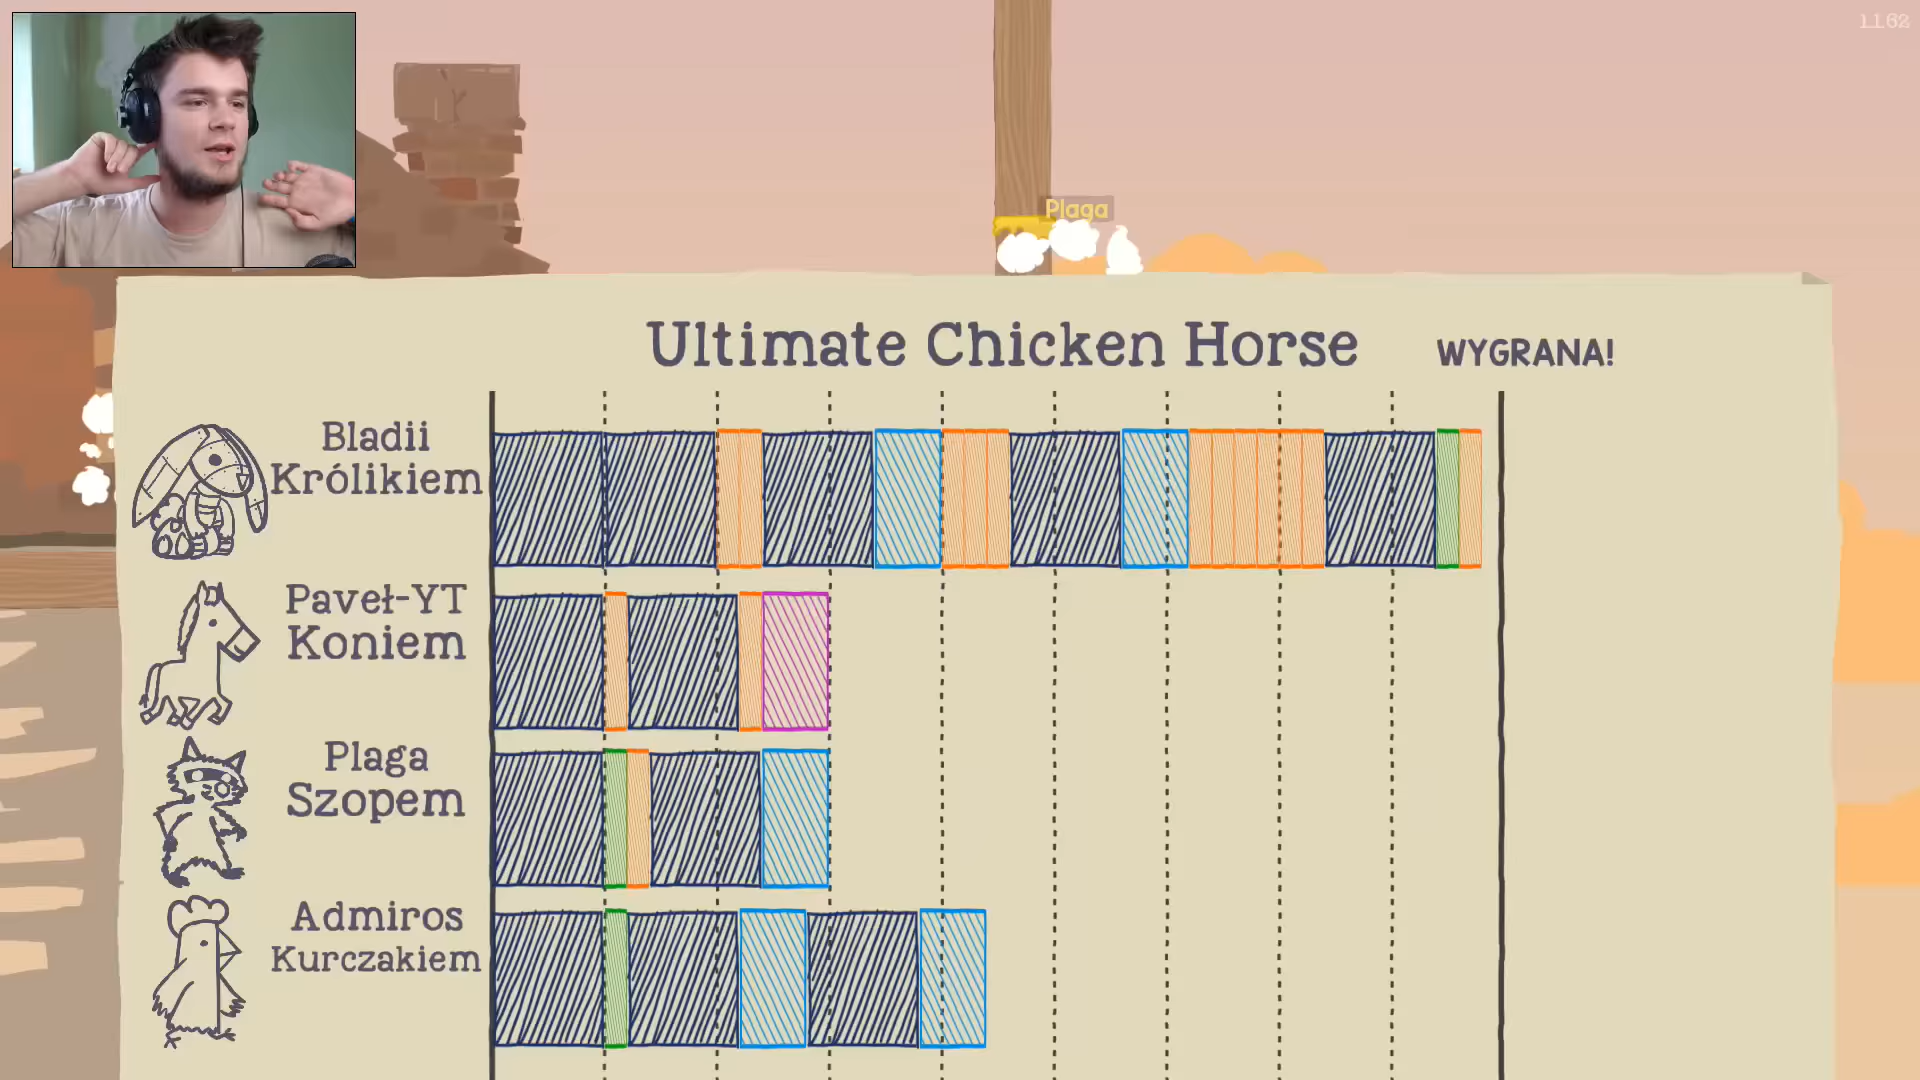 11.62
Plaga
Ultimate Chicken Horse
WYGRANA!
Bladii
Królikiem
Paveł-YT
Koniem
Plaga
Szopem
Admiros
Kurczakiem